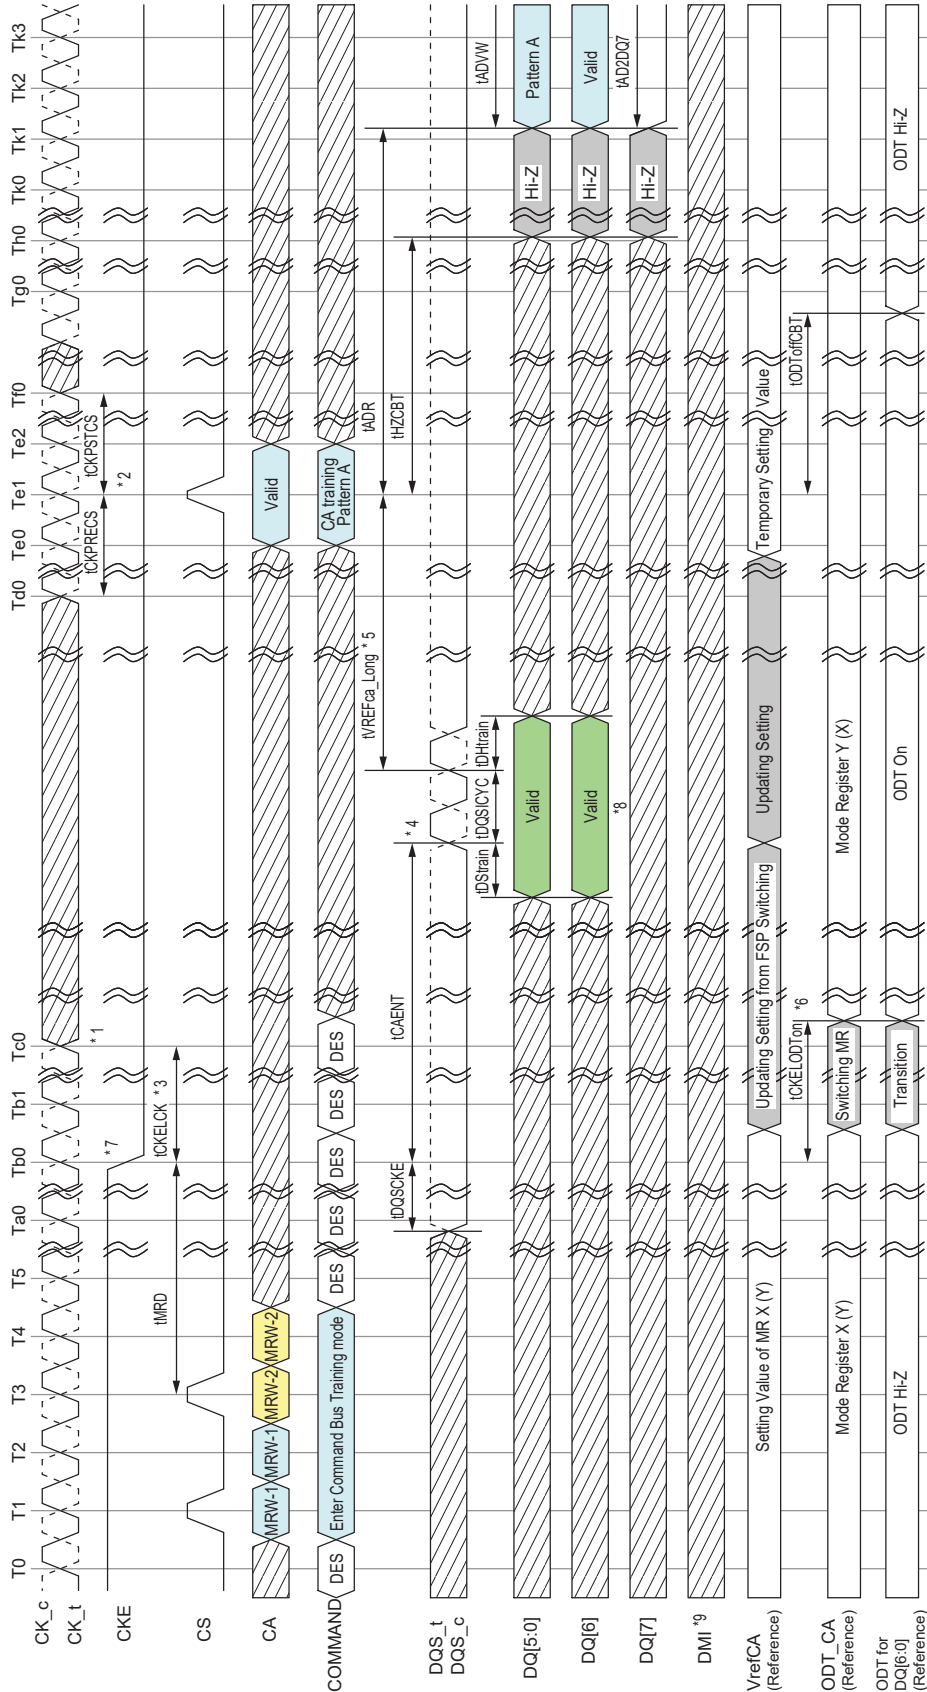 T0 T1 T2 T3 T4 T5 Ta0 Tb0 Tb1 Tc0 Td0 Te0 Te1 Te2 Tf0 Tg0 Th0 Tk0 Tk1 Tk2 Tk3
CK_c
CK_t
tCKPRECS tCKPSTCS
*7 *1 *2
CKE
tMRD tCKELCK *3
CS
CA MRW-1 MRW-1 MRW-2 MRW-2 Valid
COMMAND DES Enter Command Bus Training mode DES DES DES DES DES CA training
Pattern A
tADR
tVREFca_Long *5
tHZCBT
tDQSCKE tCAENT *4
DQS_t
DQS_c
tDStrain tDQSICYC tDHtrain tADVW
DQ[5:0] Valid Hi-Z Pattern A
DQ[6] Valid Hi-Z Valid
*8
tAD2DQ7
DQ[7] Hi-Z
DMI *9
VrefCA
(Reference)
Setting Value of MR X (Y) Updating Setting from FSP Switching Updating Setting Temporary Setting Value
tCKELODTon *6 tODToffCBT
ODT_CA
(Reference)
Mode Register X (Y) Switching MR Mode Register Y (X)
ODT for
DQ[6:0]
(Reference)
ODT Hi-Z Transition ODT On ODT Hi-Z